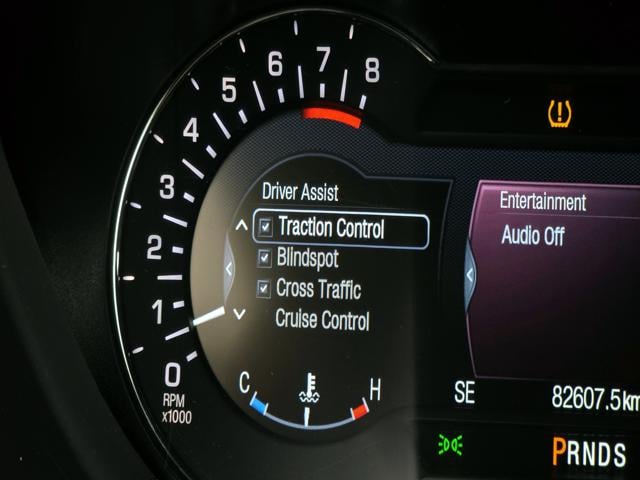 8
7
6
5
4
3
2
1
0
RPM
x1000
Driver Assist
Traction Control
Blindspot
Cross Traffic
Cruise Control
C H
Entertainment
Audio Off
SE 82607.5km
PRNDS